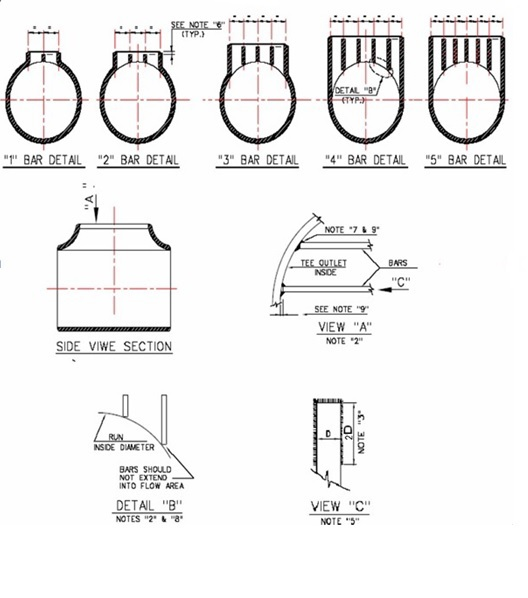 SEE NOTE "6"
(TYP.)
DETAIL "B"
(TYP.)
"1" BAR DETAIL
"2" BAR DETAIL
"3" BAR DETAIL
"4" BAR DETAIL
"5" BAR DETAIL
"A"
NOTE "7 & 9"
TEE OUTLET
INSIDE
BARS
"C"
SEE NOTE "9"
VIEW "A"
NOTE "2"
SIDE VIWE SECTION
RUN
INSIDE DIAMETER
BARS SHOULD
NOT EXTEND
INTO FLOW AREA
DETAIL "B"
NOTES "2" & "8"
D
2D
NOTE "3"
VIEW "C"
NOTE "5"